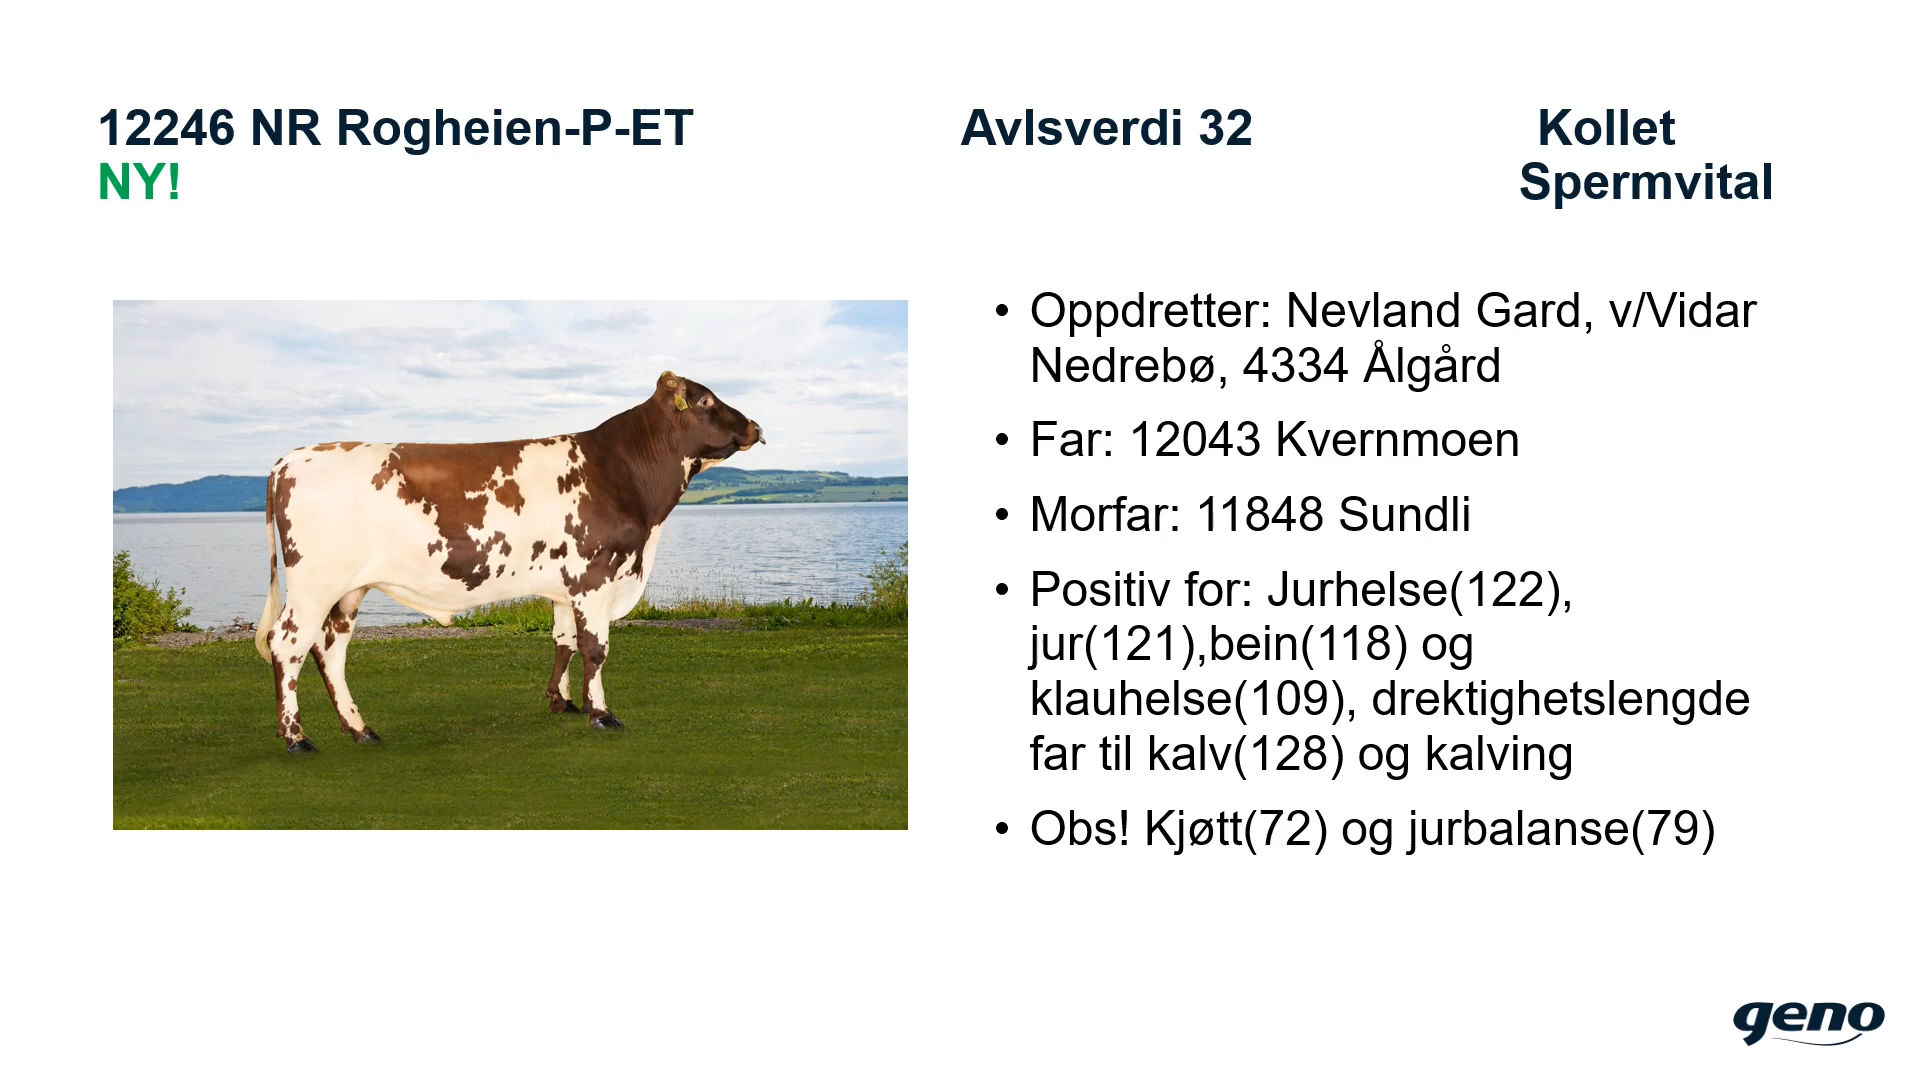 12246 NR Rogheien-P-ET Avlsverdi 32 Kollet
NY! Spermvital
• Oppdretter: Nevland Gard, v/Vidar
Nedrebø, 4334 Ålgård
• Far: 12043 Kvernmoen
• Morfar: 11848 Sundli
• Positiv for: Jurhelse(122),
jur(121),bein(118) og
klauhelse(109), drektighetslengde
far til kalv(128) og kalving
• Obs! Kjøtt(72) og jurbalanse(79)
geno